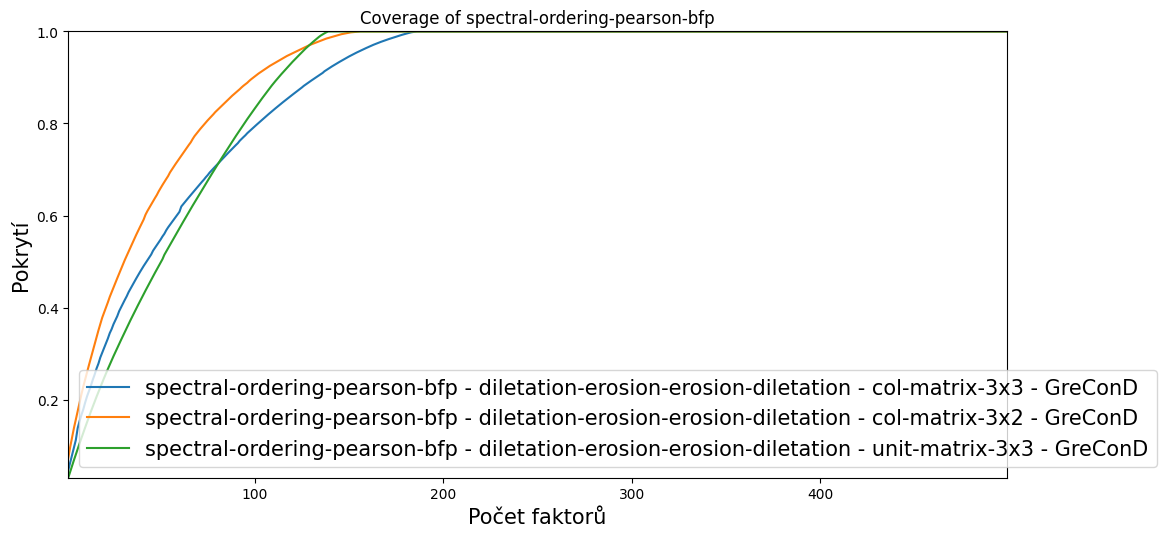 Coverage of spectral-ordering-pearson-bfp
1.0
0.8
0.6
0.4
0.2
Pokrytí
spectral-ordering-pearson-bfp - diletation-erosion-erosion-diletation - col-matrix-3x3 - GreConD
spectral-ordering-pearson-bfp - diletation-erosion-erosion-diletation - col-matrix-3x2 - GreConD
spectral-ordering-pearson-bfp - diletation-erosion-erosion-diletation - unit-matrix-3x3 - GreConD
100 200 300 400
Počet faktorů